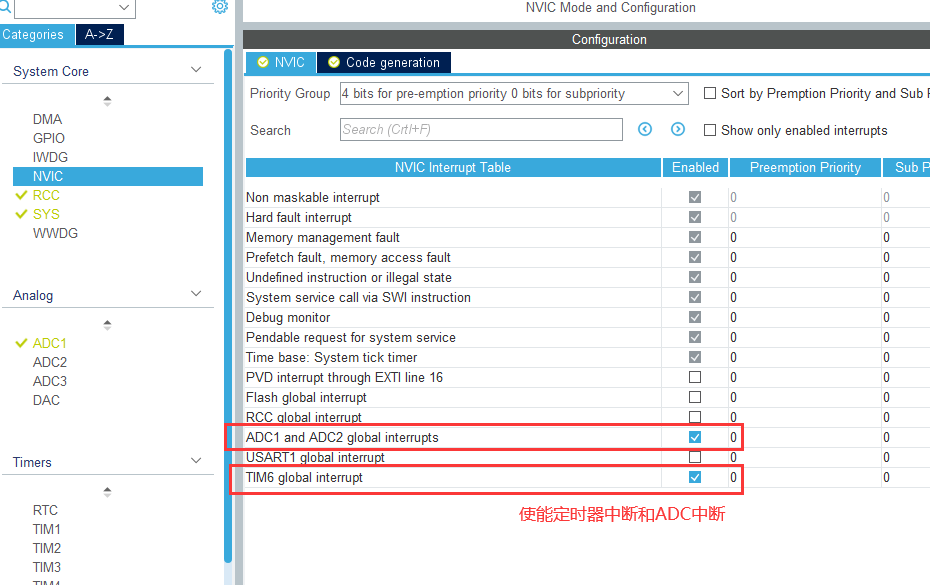 NVIC Mode and Configuration
Categories A->Z
Configuration
NVIC Code generation
System Core
Priority Group 4 bits for pre-emption priority 0 bits for subpriority Sort by Premption Priority and Sub P
Search Search (Crtl+F) Show only enabled interrupts
DMA
GPIO
IWDG
NVIC
RCC
SYS
WWDG
Analog
ADC1
ADC2
ADC3
DAC
Timers
RTC
TIM1
TIM2
TIM3
TIM4
NVIC Interrupt Table Enabled Preemption Priority Sub P
Non maskable interrupt 0 0
Hard fault interrupt 0 0
Memory management fault 0 0
Prefetch fault, memory access fault 0 0
Undefined instruction or illegal state 0 0
System service call via SWI instruction 0 0
Debug monitor 0 0
Pendable request for system service 0 0
Time base: System tick timer 0 0
PVD interrupt through EXTI line 16 0 0
Flash global interrupt 0 0
RCC global interrupt 0 0
ADC1 and ADC2 global interrupts 0 0
USART1 global interrupt 0 0
TIM6 global interrupt 0 0
使能定时器中断和ADC中断